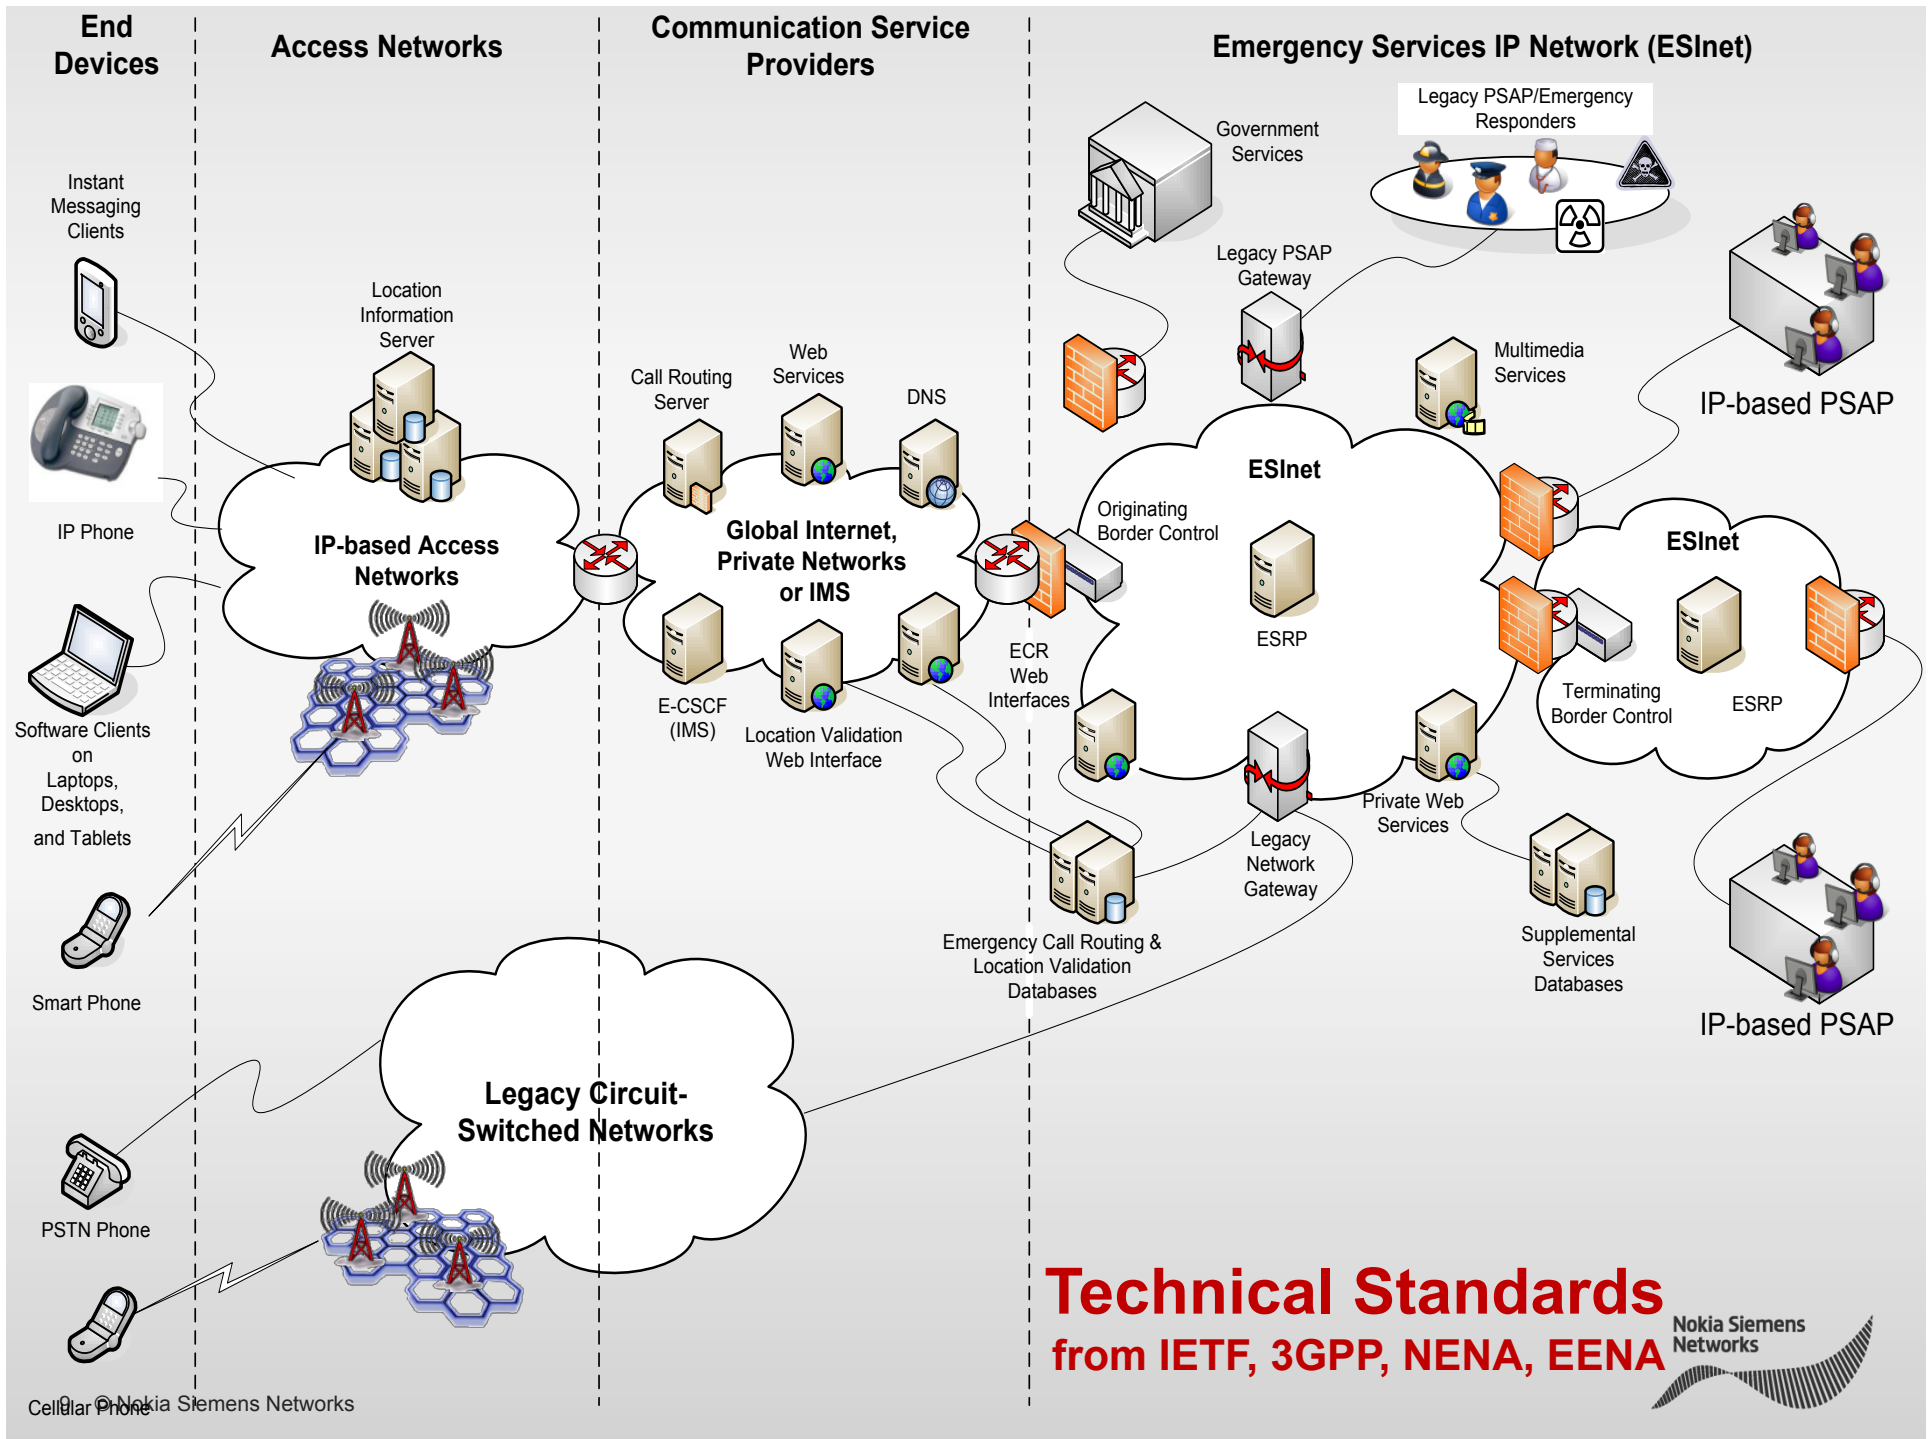 End
Devices
Access Networks
Communication Service
Providers
Emergency Services IP Network (ESInet)
Instant
Messaging
Clients
IP Phone
Software Clients
on
Laptops,
Desktops,
and Tablets
Smart Phone
PSTN Phone
Cellular Phone
Location
Information
Server
IP-based Access
Networks
Call Routing
Server
Web
Services
DNS
Global Internet,
Private Networks
or IMS
E-CSCF
(IMS)
Location Validation
Web Interface
Legacy Circuit-
Switched Networks
Government
Services
Legacy PSAP/Emergency
Responders
Legacy PSAP
Gateway
Multimedia
Services
IP-based PSAP
ESInet
Originating
Border Control
ESRP
ECR
Web
Interfaces
Legacy
Network
Gateway
Private Web
Services
Emergency Call Routing &
Location Validation
Databases
ESInet
Terminating
Border Control
ESRP
Supplemental
Services
Databases
IP-based PSAP
Technical Standards
from IETF, 3GPP, NENA, EENA
Nokia Siemens
Networks
9 © Nokia Siemens Networks